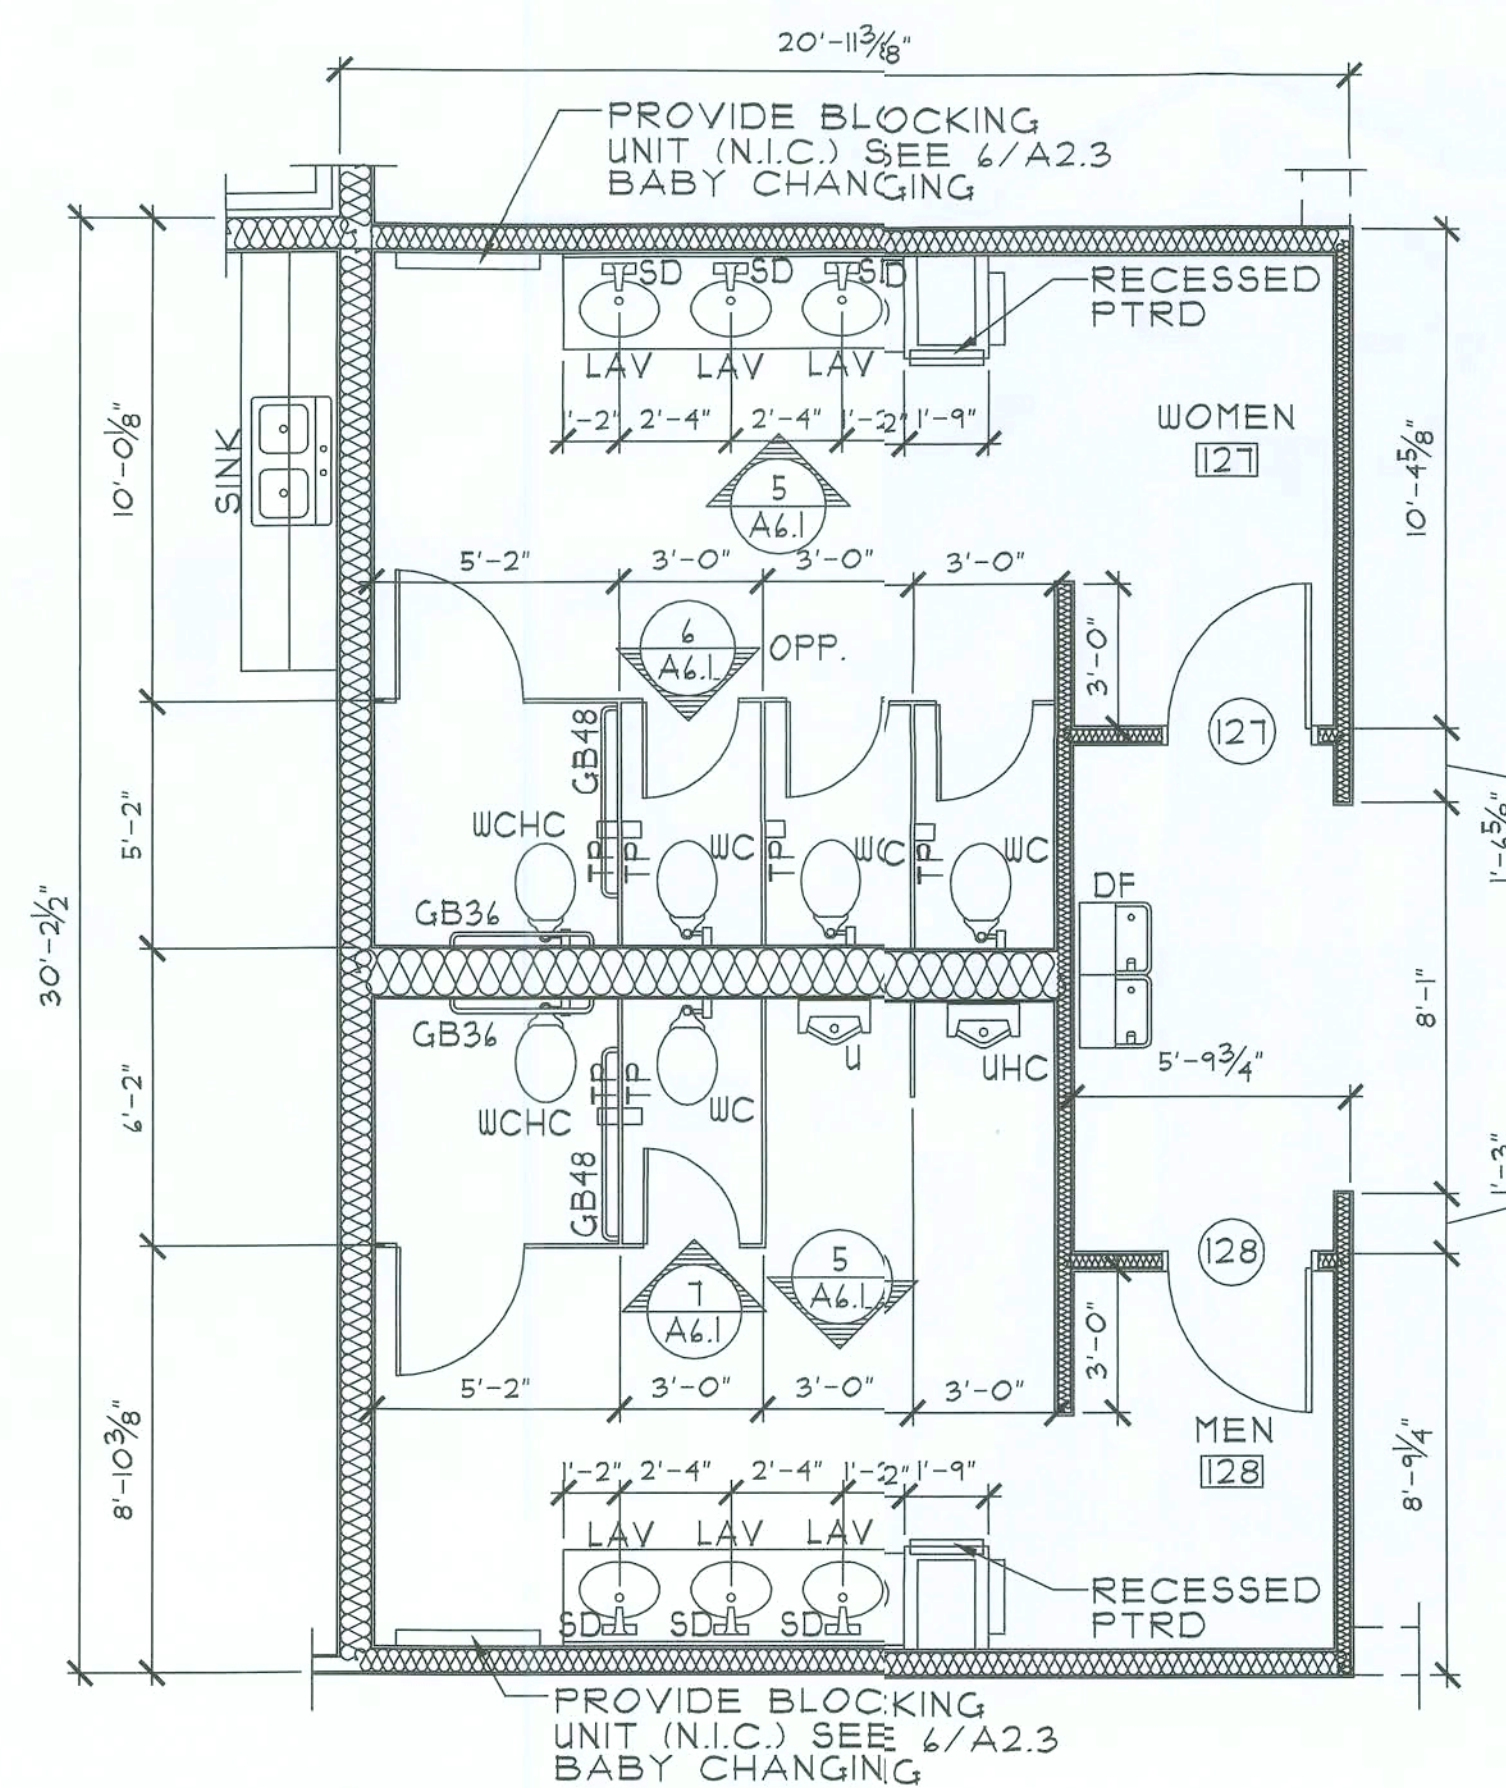 20'-11 3/8"
PROVIDE BLOCKING
UNIT (N.I.C.) SEE 6/A2.3
BABY CHANGING
SD SD SD
RECESSED
PTRD
LAV LAV LAV
1'-2" 2'-4" 2'-4" 1'-2" 1'-9"
WOMEN
127
10'-0 1/8"
SINK
10'-4 5/8"
5
A6.1
5'-2" 3'-0" 3'-0" 3'-0"
6
A6.1
OPP.
3'-0"
127
GB48
5'-2"
1'-6 5/8"
WCHC
TP TP
WC
TP
WC
TP
WC
DF
GB36
30'-2 1/2"
8'-1"
GB36
U
UHC
5'-9 3/4"
6'-2"
WCHC
TP TP
WC
1'-3"
GB48
128
5
A6.1
7
A6.1
3'-0"
5'-2" 3'-0" 3'-0" 3'-0"
MEN
128
8'-10 3/8"
8'-9 1/4"
1'-2" 2'-4" 2'-4" 1'-2" 1'-9"
LAV LAV LAV
SD SD SD
RECESSED
PTRD
PROVIDE BLOCKING
UNIT (N.I.C.) SEE 6/A2.3
BABY CHANGING